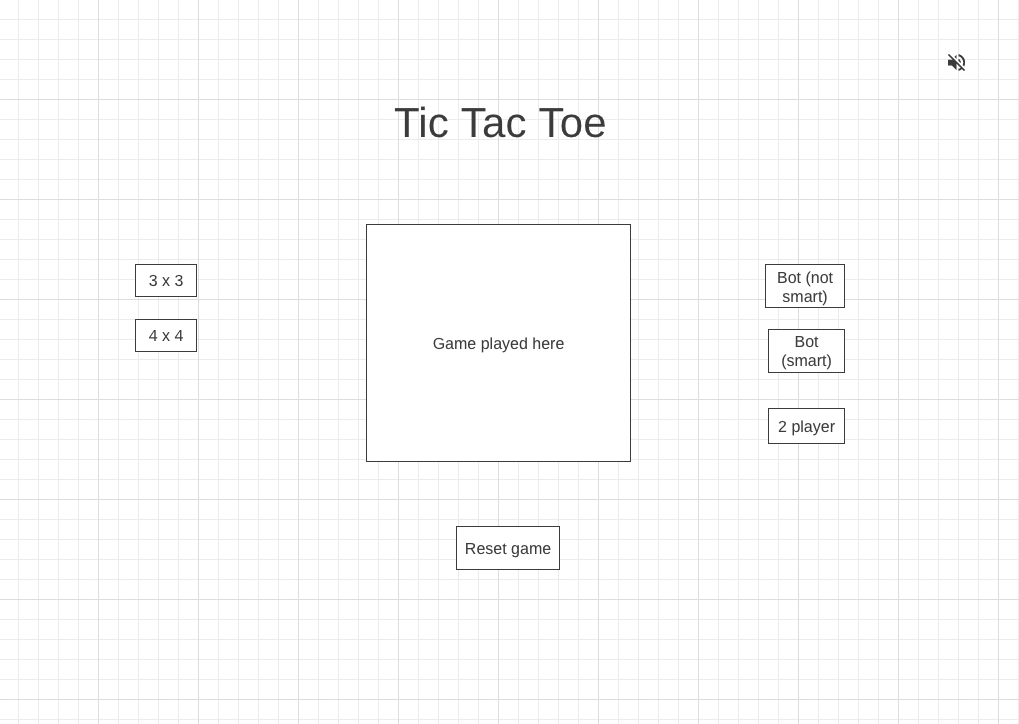 Tic Tac Toe
3 x 3
4 x 4
Game played here
Bot (not
smart)
Bot
(smart)
2 player
Reset game